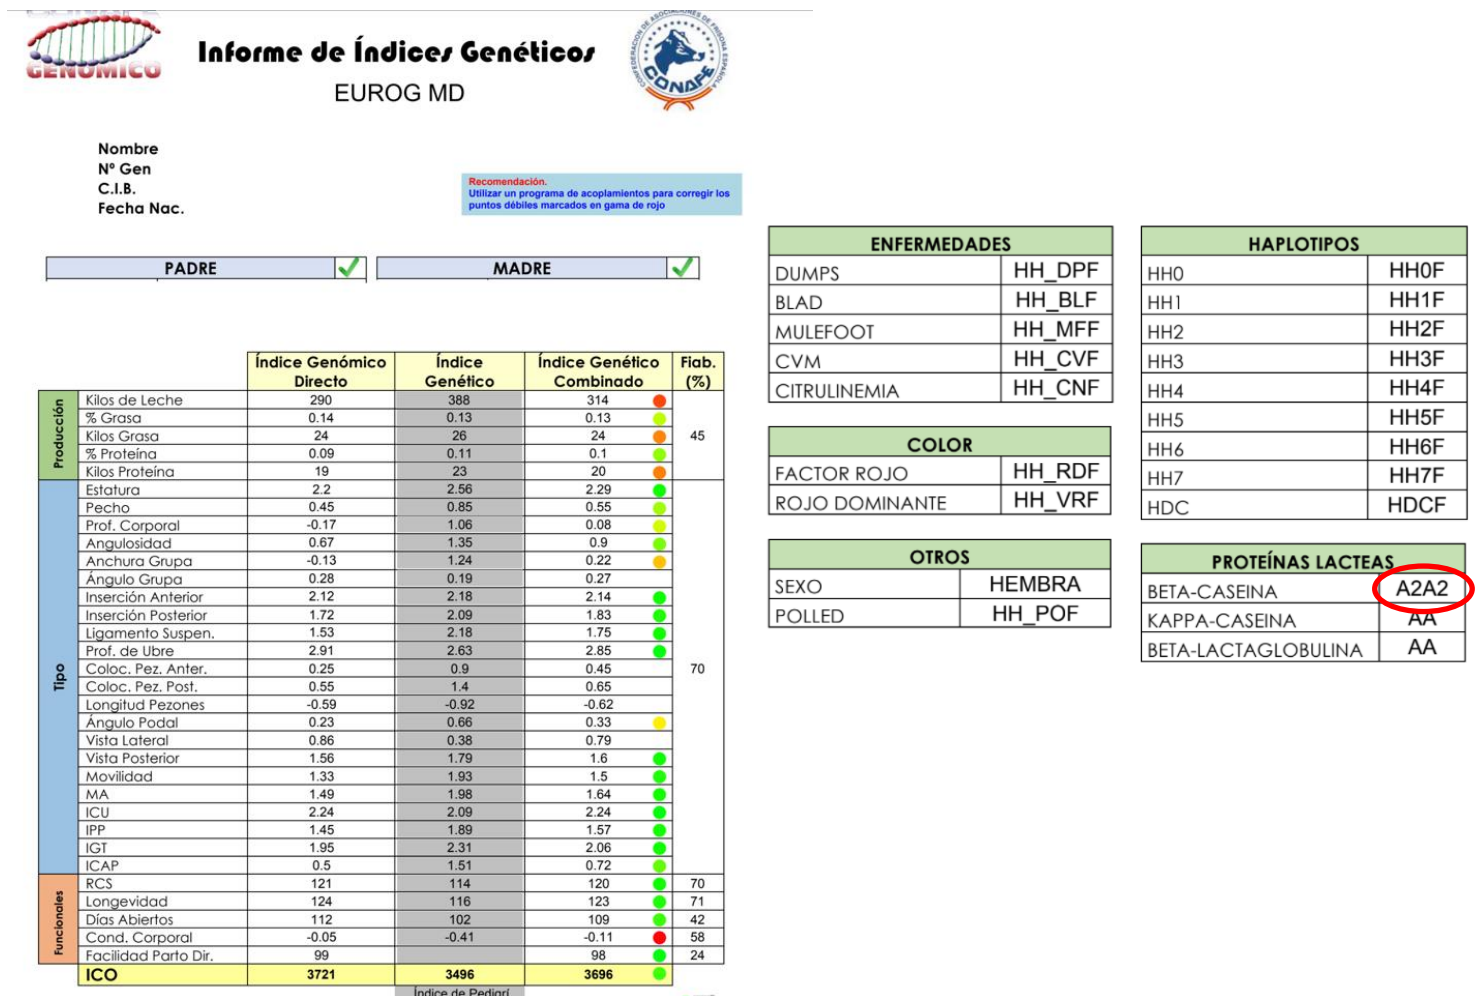 GENÓMICO
Informe de Índices Genéticos
EUROG MD
CONFEDERACION DE ASOCIACIONES DE FRISONA ESPAÑOLA
CONAFE
Nombre
Nº Gen
C.I.B.
Fecha Nac.
Recomendación.
Utilizar un programa de acoplamientos para corregir los
puntos débiles marcados en gama de rojo
PADRE
MADRE
Índice Genómico Directo Índice Genético Índice Genético Combinado Fiab. (%)
Producción
Kilos de Leche 290 388 314
% Grasa 0.14 0.13 0.13
Kilos Grasa 24 26 24 45
% Proteína 0.09 0.11 0.1
Kilos Proteína 19 23 20
Tipo
Estatura 2.2 2.56 2.29
Pecho 0.45 0.85 0.55
Prof. Corporal -0.17 1.06 0.08
Angulosidad 0.67 1.35 0.9
Anchura Grupa -0.13 1.24 0.22
Ángulo Grupa 0.28 0.19 0.27
Inserción Anterior 2.12 2.18 2.14
Inserción Posterior 1.72 2.09 1.83
Ligamento Suspen. 1.53 2.18 1.75
Prof. de Ubre 2.91 2.63 2.85
Coloc. Pez. Anter. 0.25 0.9 0.45 70
Coloc. Pez. Post. 0.55 1.4 0.65
Longitud Pezones -0.59 -0.92 -0.62
Ángulo Podal 0.23 0.66 0.33
Vista Lateral 0.86 0.38 0.79
Vista Posterior 1.56 1.79 1.6
Movilidad 1.33 1.93 1.5
MA 1.49 1.98 1.64
ICU 2.24 2.09 2.24
IPP 1.45 1.89 1.57
IGT 1.95 2.31 2.06
ICAP 0.5 1.51 0.72
Funcionales
RCS 121 114 120 70
Longevidad 124 116 123 71
Días Abiertos 112 102 109 42
Cond. Corporal -0.05 -0.41 -0.11 58
Facilidad Parto Dir. 99 98 24
ICO 3721 3496 3696
Índice de Pedigrí
ENFERMEDADES
DUMPS HH_DPF
BLAD HH_BLF
MULEFOOT HH_MFF
CVM HH_CVF
CITRULINEMIA HH_CNF
COLOR
FACTOR ROJO HH_RDF
ROJO DOMINANTE HH_VRF
OTROS
SEXO HEMBRA
POLLED HH_POF
HAPLOTIPOS
HH0 HH0F
HH1 HH1F
HH2 HH2F
HH3 HH3F
HH4 HH4F
HH5 HH5F
HH6 HH6F
HH7 HH7F
HDC HDCF
PROTEÍNAS LACTEAS
BETA-CASEINA A2A2
KAPPA-CASEINA AA
BETA-LACTAGLOBULINA AA